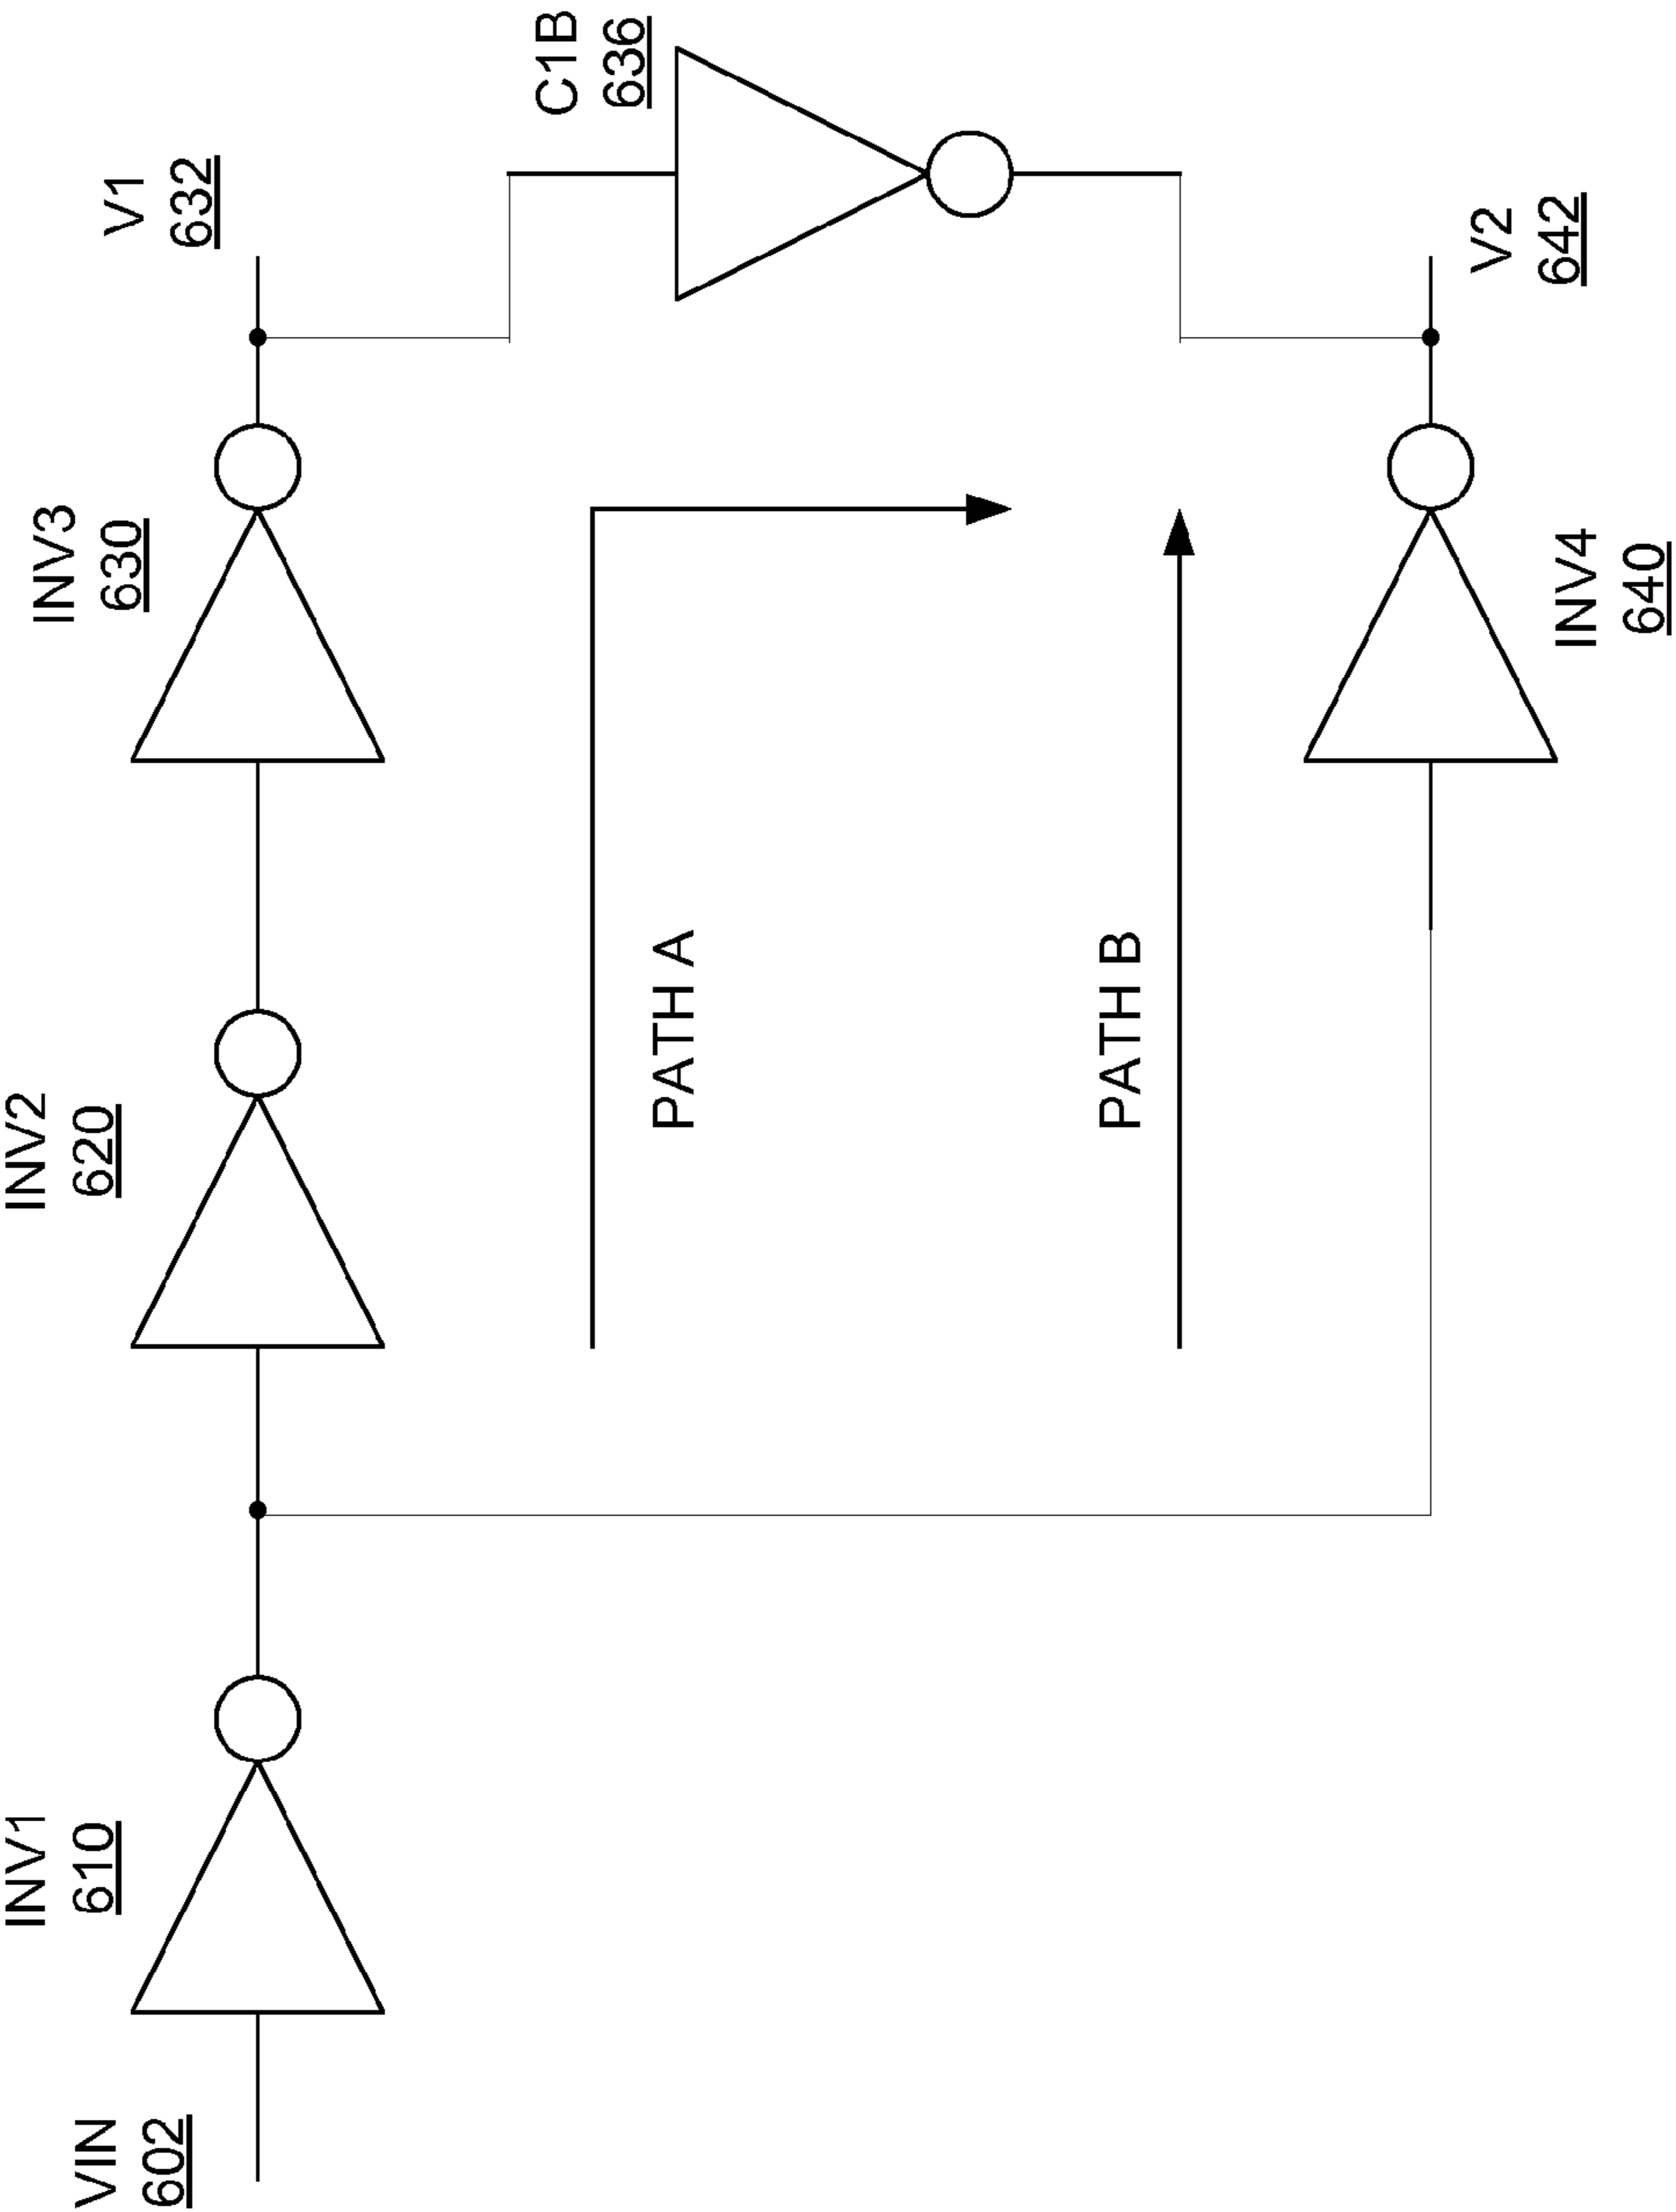 VIN
602
INV1
610
INV2
620
INV3
630
V1
632
C1B
636
PATH A
PATH B
INV4
640
V2
642